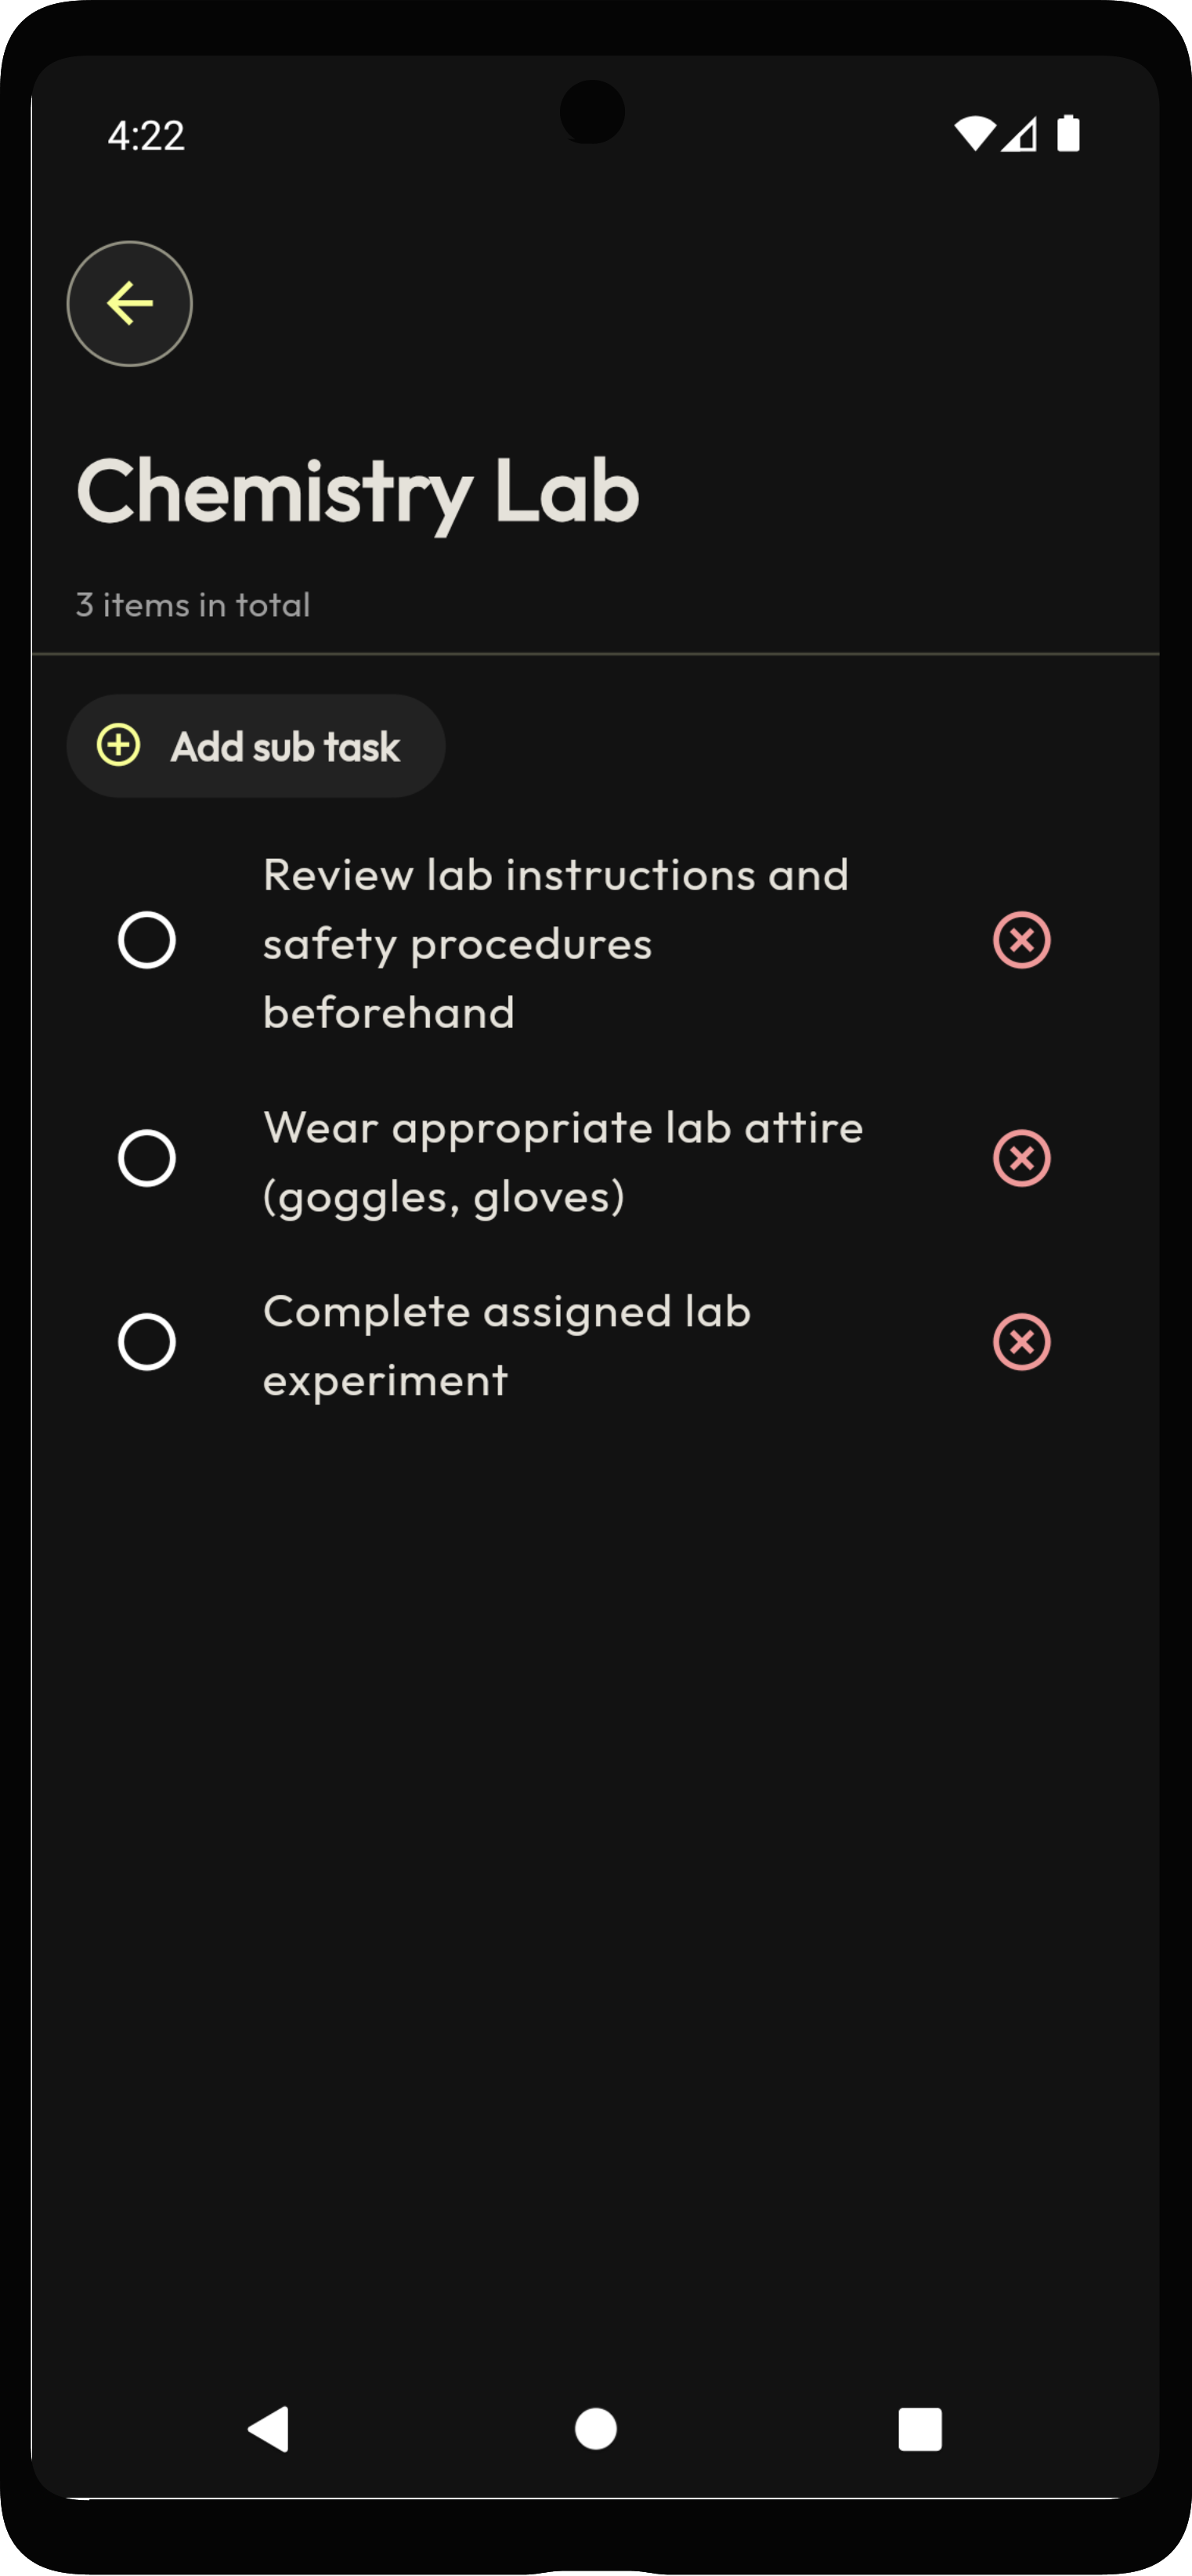 4:22
Chemistry Lab
3 items in total
Add sub task
Review lab instructions and
safety procedures
beforehand
Wear appropriate lab attire
(goggles, gloves)
Complete assigned lab
experiment